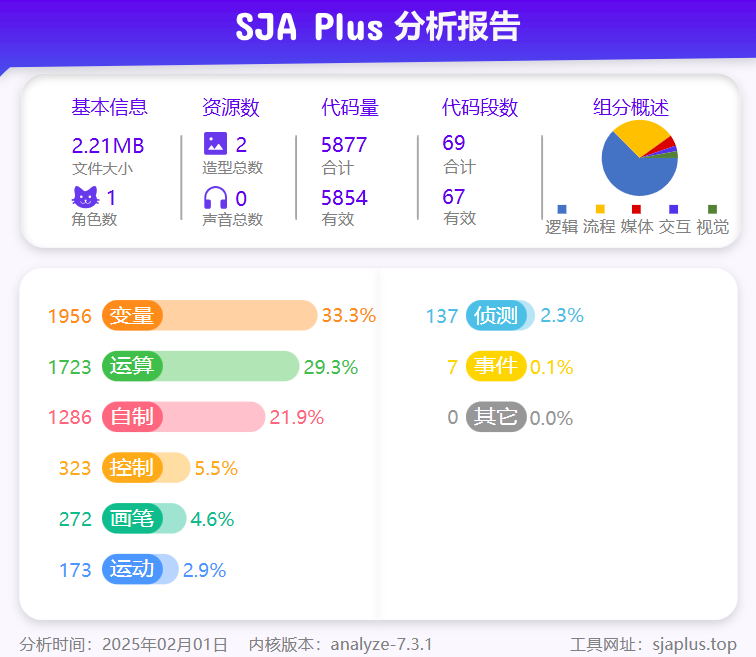 SJA Plus 分析报告
基本信息
2.21MB
文件大小
1
角色数
资源数
2
造型总数
0
声音总数
代码量
5877
合计
5854
有效
代码段数
69
合计
67
有效
组分概述
逻辑 流程 媒体 交互 视觉
1956 变量 33.3%
1723 运算 29.3%
1286 自制 21.9%
323 控制 5.5%
272 画笔 4.6%
173 运动 2.9%
137 侦测 2.3%
7 事件 0.1%
0 其它 0.0%
分析时间：2025年02月01日 内核版本：analyze-7.3.1 工具网址：sjaplus.top